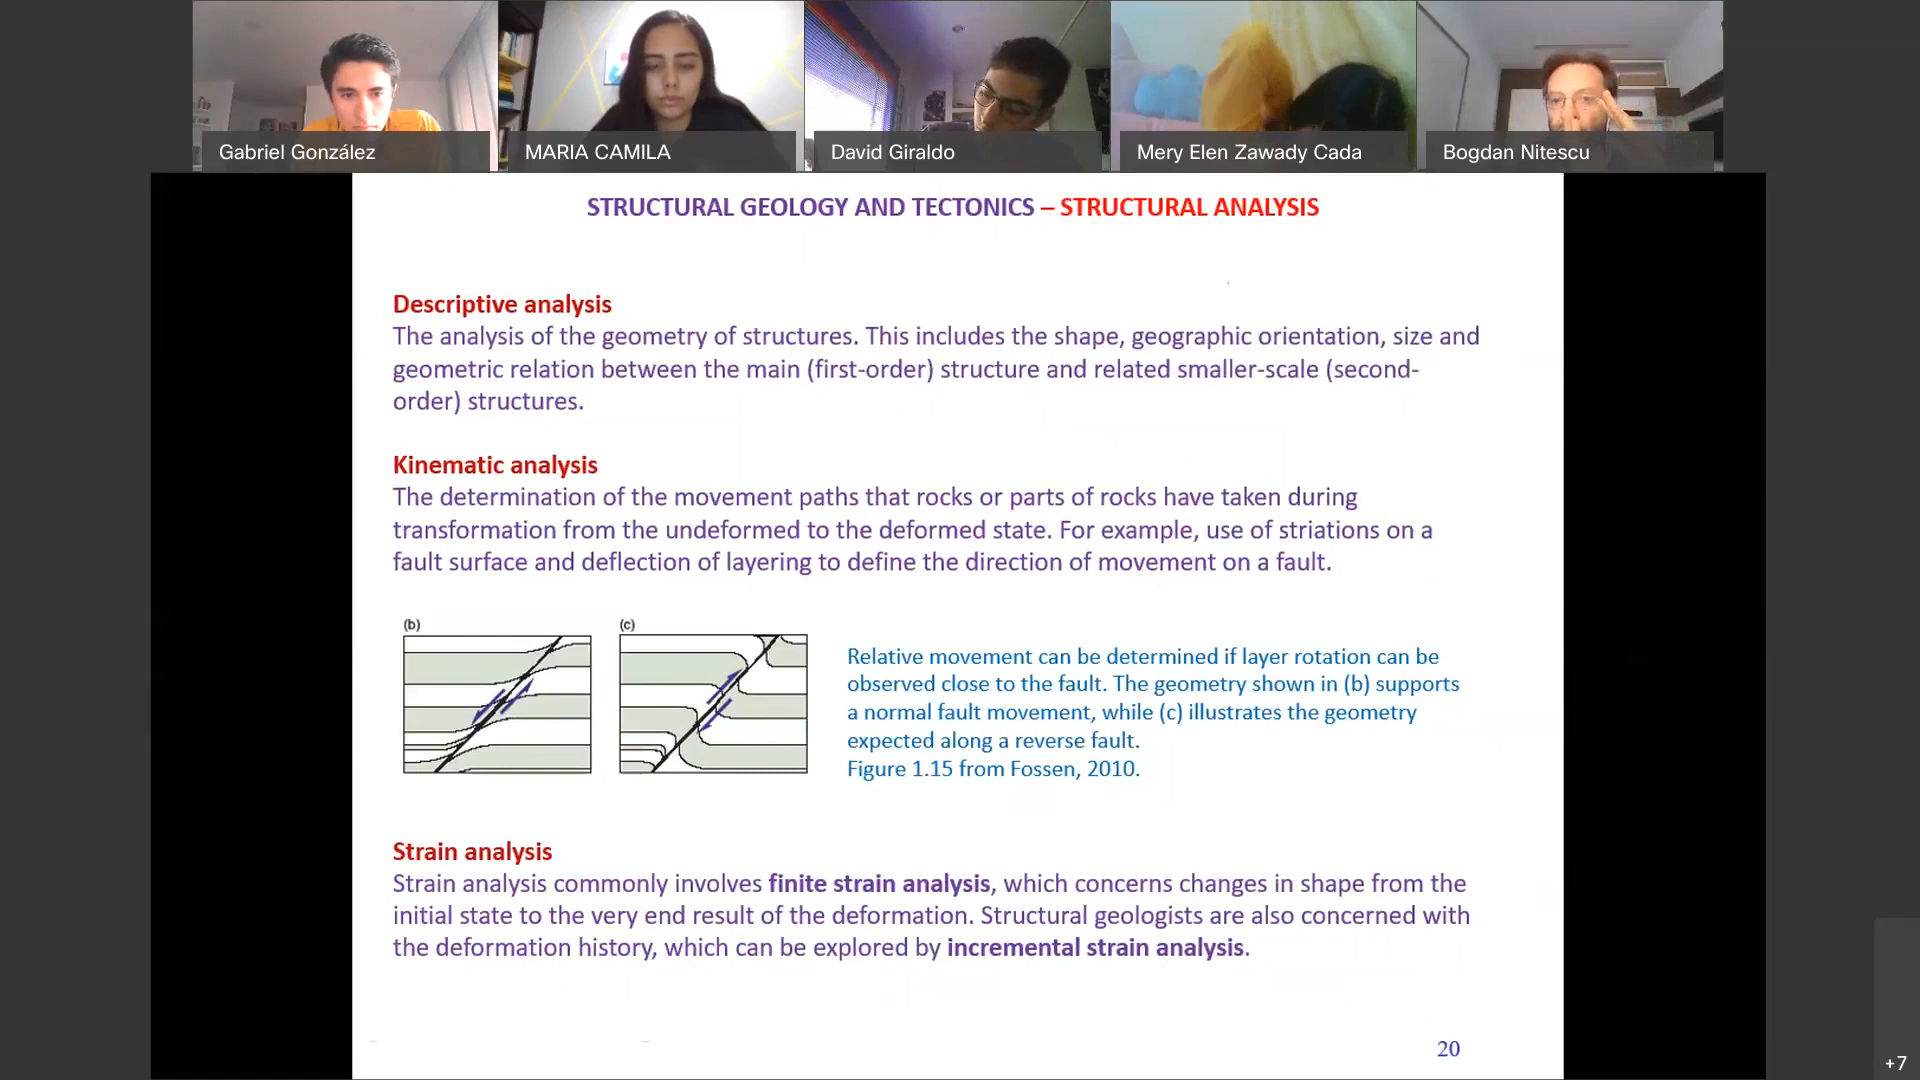 Gabriel González
MARIA CAMILA
David Giraldo
Mery Elen Zawady Cada
Bogdan Nitescu
STRUCTURAL GEOLOGY AND TECTONICS – STRUCTURAL ANALYSIS
Descriptive analysis
The analysis of the geometry of structures. This includes the shape, geographic orientation, size and
geometric relation between the main (first-order) structure and related smaller-scale (second-
order) structures.
Kinematic analysis
The determination of the movement paths that rocks or parts of rocks have taken during
transformation from the undeformed to the deformed state. For example, use of striations on a
fault surface and deflection of layering to define the direction of movement on a fault.
(b)
(c)
Relative movement can be determined if layer rotation can be
observed close to the fault. The geometry shown in (b) supports
a normal fault movement, while (c) illustrates the geometry
expected along a reverse fault.
Figure 1.15 from Fossen, 2010.
Strain analysis
Strain analysis commonly involves finite strain analysis, which concerns changes in shape from the
initial state to the very end result of the deformation. Structural geologists are also concerned with
the deformation history, which can be explored by incremental strain analysis.
20
+7